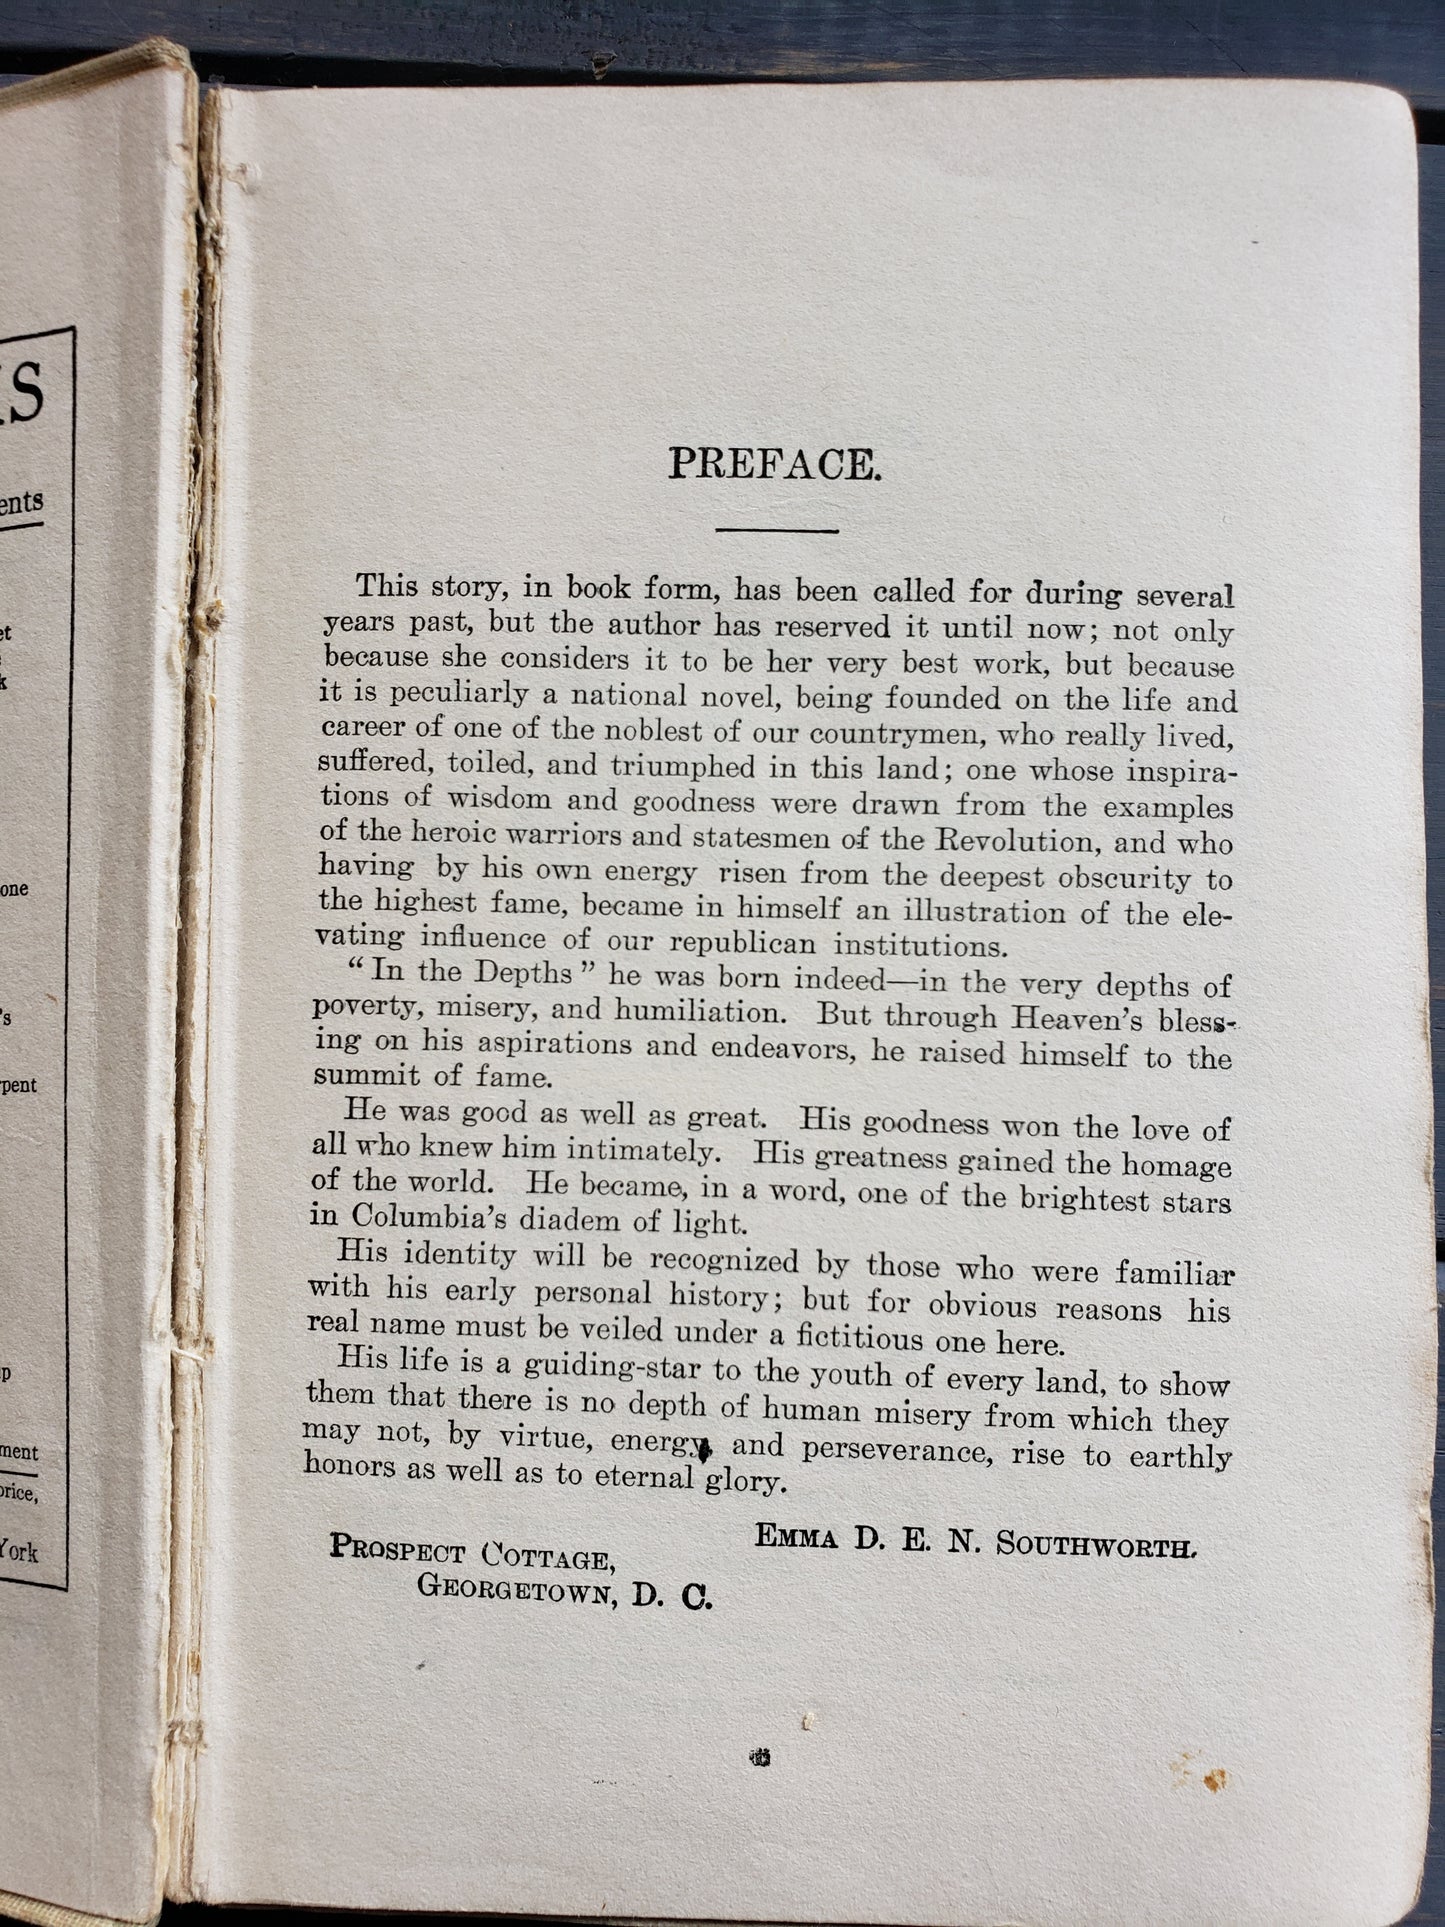 KS
ents
et
k
one
's
rpent
p
ment
price,
York
PREFACE.
This story, in book form, has been called for during several
years past, but the author has reserved it until now; not only
because she considers it to be her very best work, but because
it is peculiarly a national novel, being founded on the life and
career of one of the noblest of our countrymen, who really lived,
suffered, toiled, and triumphed in this land; one whose inspira-
tions of wisdom and goodness were drawn from the examples
of the heroic warriors and statesmen of the Revolution, and who
having by his own energy risen from the deepest obscurity to
the highest fame, became in himself an illustration of the ele-
vating influence of our republican institutions.
“In the Depths” he was born indeed—in the very depths of
poverty, misery, and humiliation. But through Heaven's bless-
ing on his aspirations and endeavors, he raised himself to the
summit of fame.
He was good as well as great. His goodness won the love of
all who knew him intimately. His greatness gained the homage
of the world. He became, in a word, one of the brightest stars
in Columbia's diadem of light.
His identity will be recognized by those who were familiar
with his early personal history; but for obvious reasons his
real name must be veiled under a fictitious one here.
His life is a guiding-star to the youth of every land, to show
them that there is no depth of human misery from which they
may not, by virtue, energy, and perseverance, rise to earthly
honors as well as to eternal glory.
EMMA D. E. N. SOUTHWORTH.
PROSPECT COTTAGE,
GEORGETOWN, D. C.